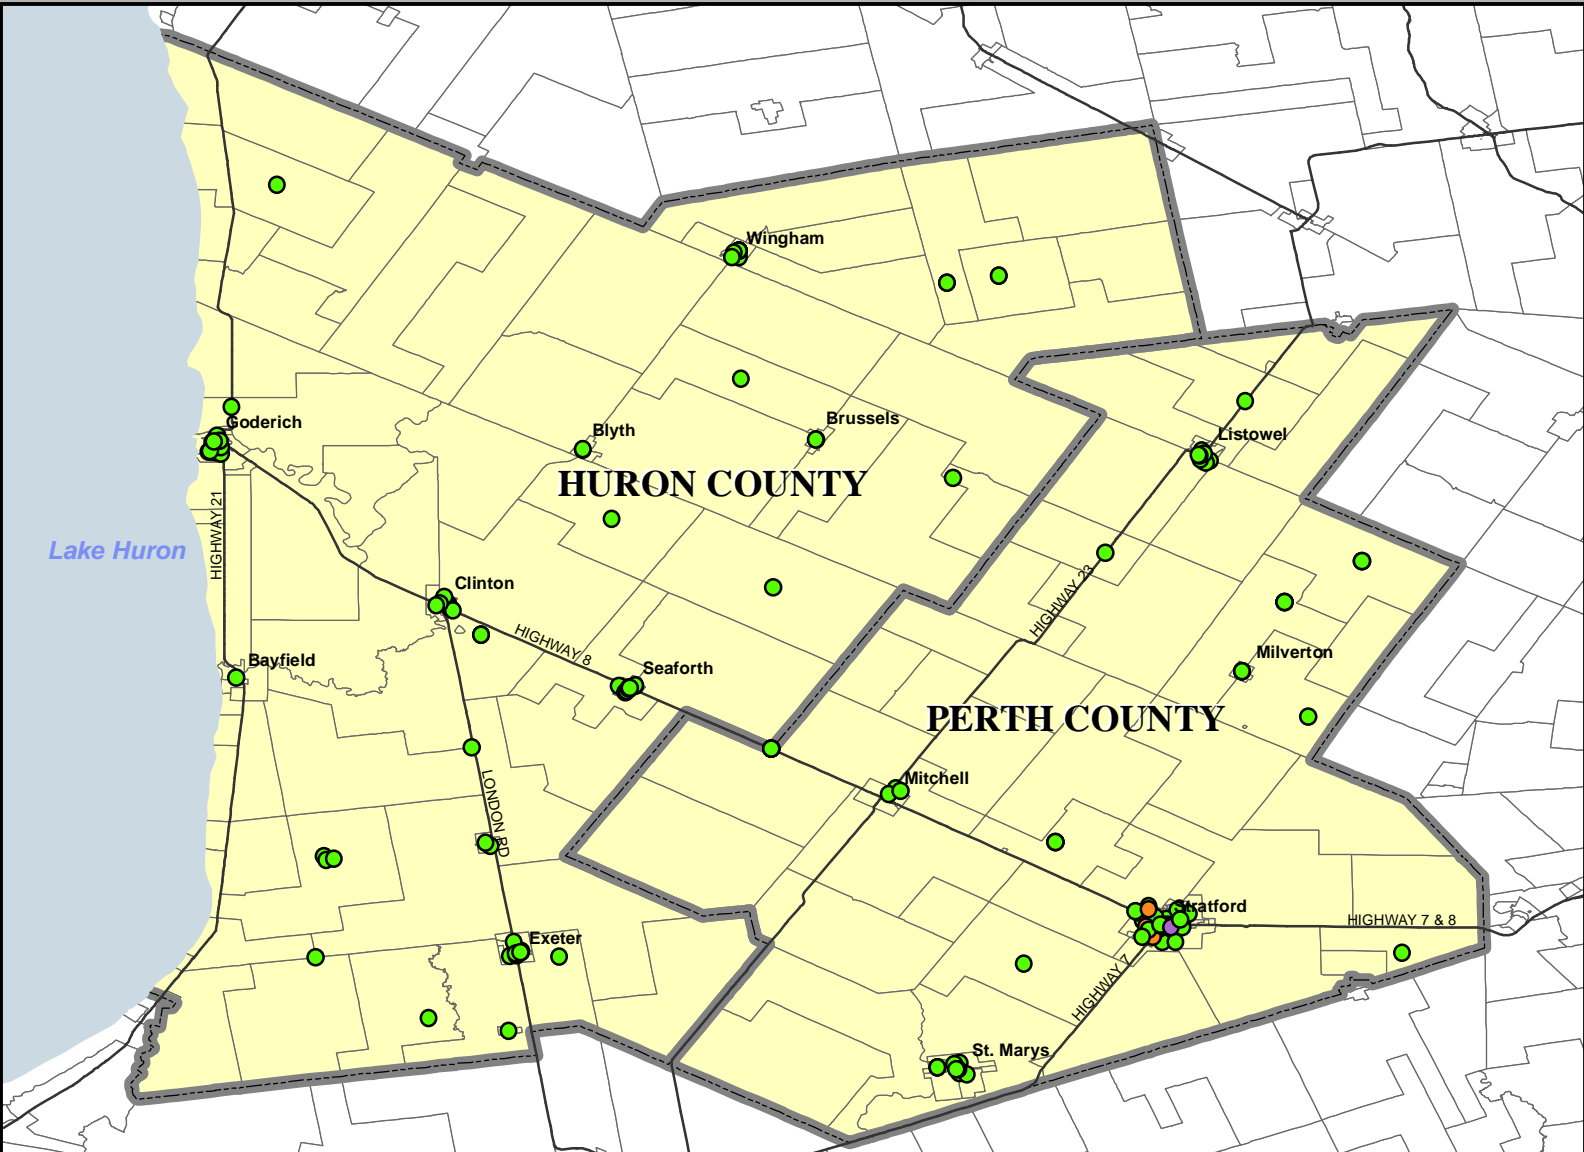 Wingham
Goderich
Blyth
Brussels
Listowel
HURON COUNTY
HIGHWAY 21
Lake Huron
Clinton
HIGHWAY 8
HIGHWAY 23
Bayfield
Seaforth
Milverton
PERTH COUNTY
Mitchell
LONDON RD
Stratford
HIGHWAY 7 & 8
Exeter
HIGHWAY 7
St. Marys